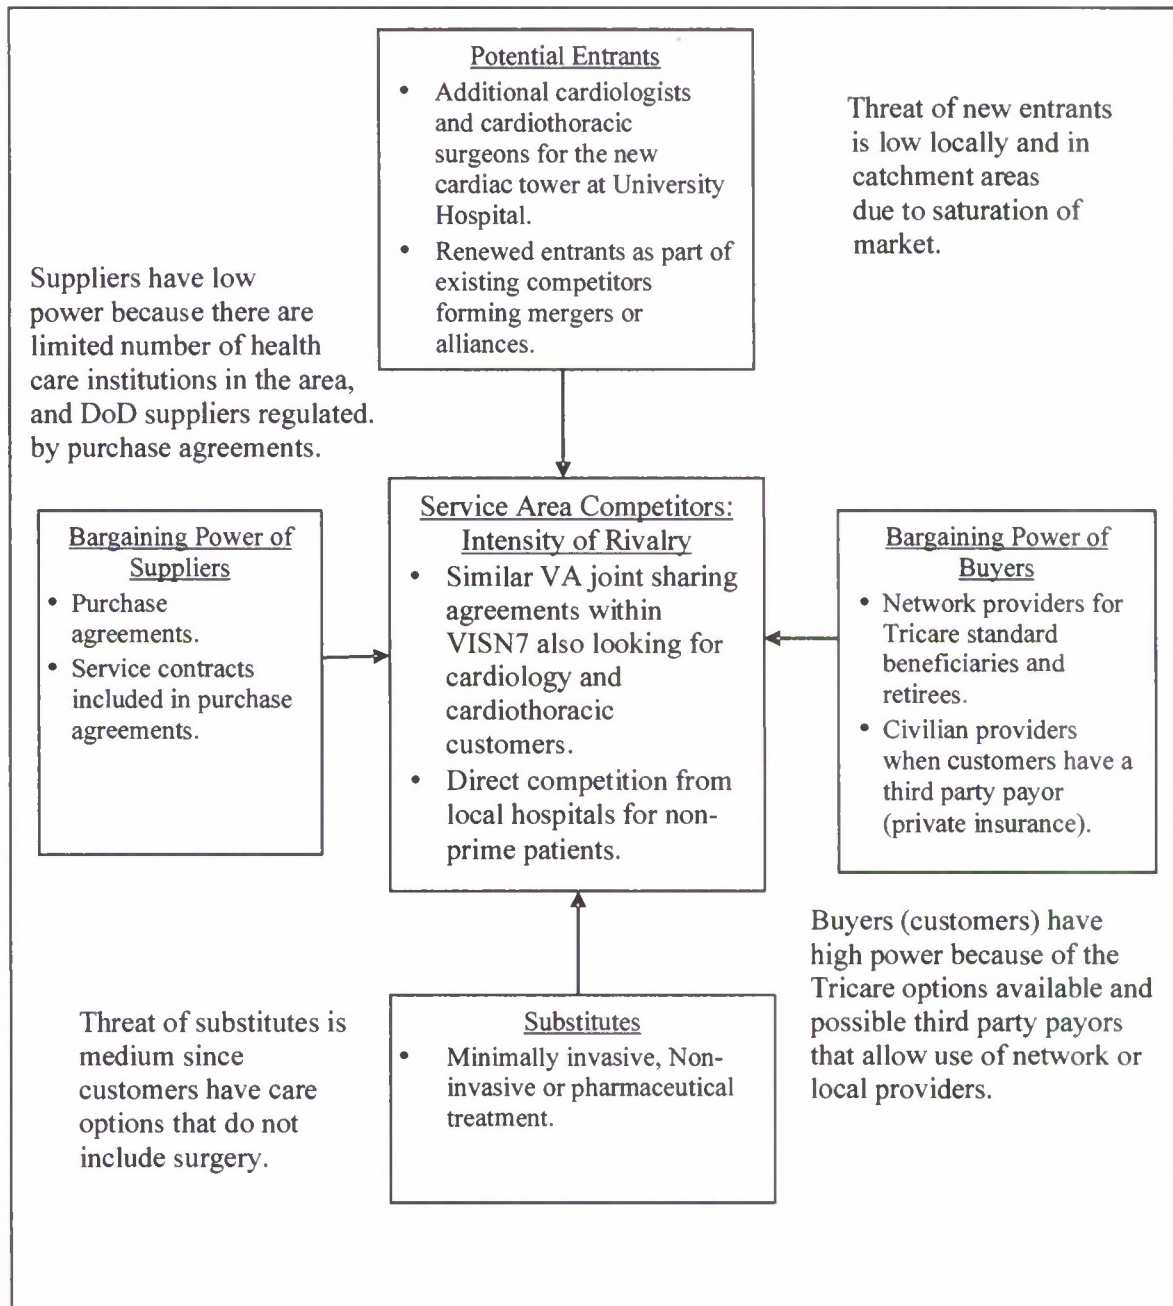 Potential Entrants
• Additional cardiologists
and cardiothoracic
surgeons for the new
cardiac tower at University
Hospital.
• Renewed entrants as part of
existing competitors
forming mergers or
alliances.
Threat of new entrants
is low locally and in
catchment areas
due to saturation of
market.
Suppliers have low
power because there are
limited number of health
care institutions in the area,
and DoD suppliers regulated.
by purchase agreements.
Bargaining Power of
Suppliers
• Purchase
agreements.
• Service contracts
included in purchase
agreements.
Service Area Competitors:
Intensity of Rivalry
• Similar VA joint sharing
agreements within
VISN7 also looking for
cardiology and
cardiothoracic
customers.
• Direct competition from
local hospitals for non-
prime patients.
Bargaining Power of
Buyers
• Network providers for
Tricare standard
beneficiaries and
retirees.
• Civilian providers
when customers have a
third party payor
(private insurance).
Buyers (customers) have
high power because of the
Tricare options available and
possible third party payors
that allow use of network or
local providers.
Threat of substitutes is
medium since
customers have care
options that do not
include surgery.
Substitutes
• Minimally invasive, Non-
invasive or pharmaceutical
treatment.